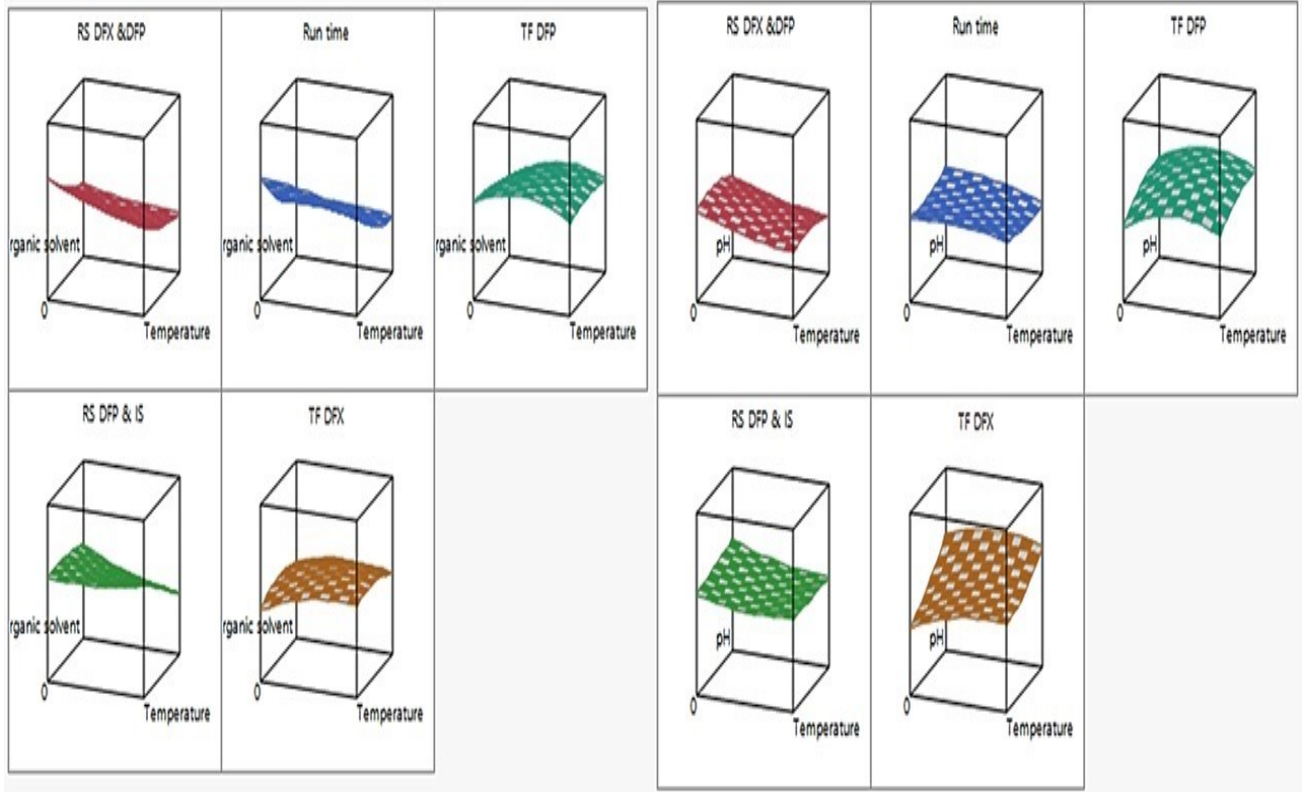 RS DFX &DFP
Run time
TF DFP
rganic solvent
0
Temperature
rganic solvent
0
Temperature
rganic solvent
0
Temperature
RS DFP & IS
TF DFX
rganic solvent
0
Temperature
rganic solvent
0
Temperature
RS DFX &DFP
Run time
TF DFP
pH
0
Temperature
pH
0
Temperature
pH
0
Temperature
RS DFP & IS
TF DFX
pH
0
Temperature
pH
0
Temperature